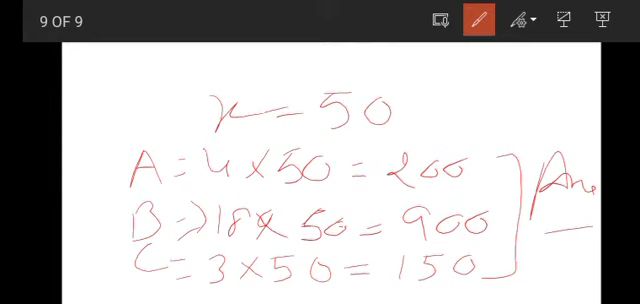 9 OF 9
x = 50
A = 4 × 50 = 200
B => 18 × 50 = 900
C = 3 × 50 = 150
Ans